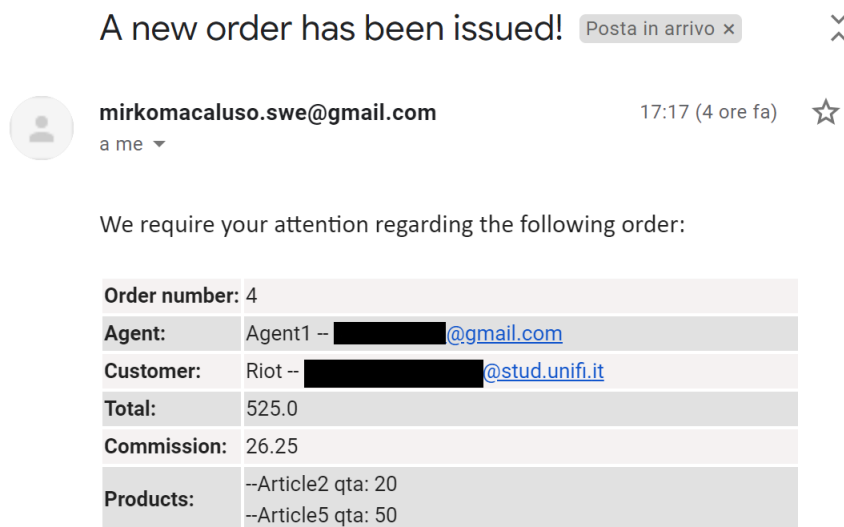 A new order has been issued! Posta in arrivo ×
mirkomacaluso.swe@gmail.com 17:17 (4 ore fa)
a me
We require your attention regarding the following order:
Order number: 4
Agent: Agent1 -- @gmail.com
Customer: Riot -- @stud.unifi.it
Total: 525.0
Commission: 26.25
Products: --Article2 qta: 20
--Article5 qta: 50